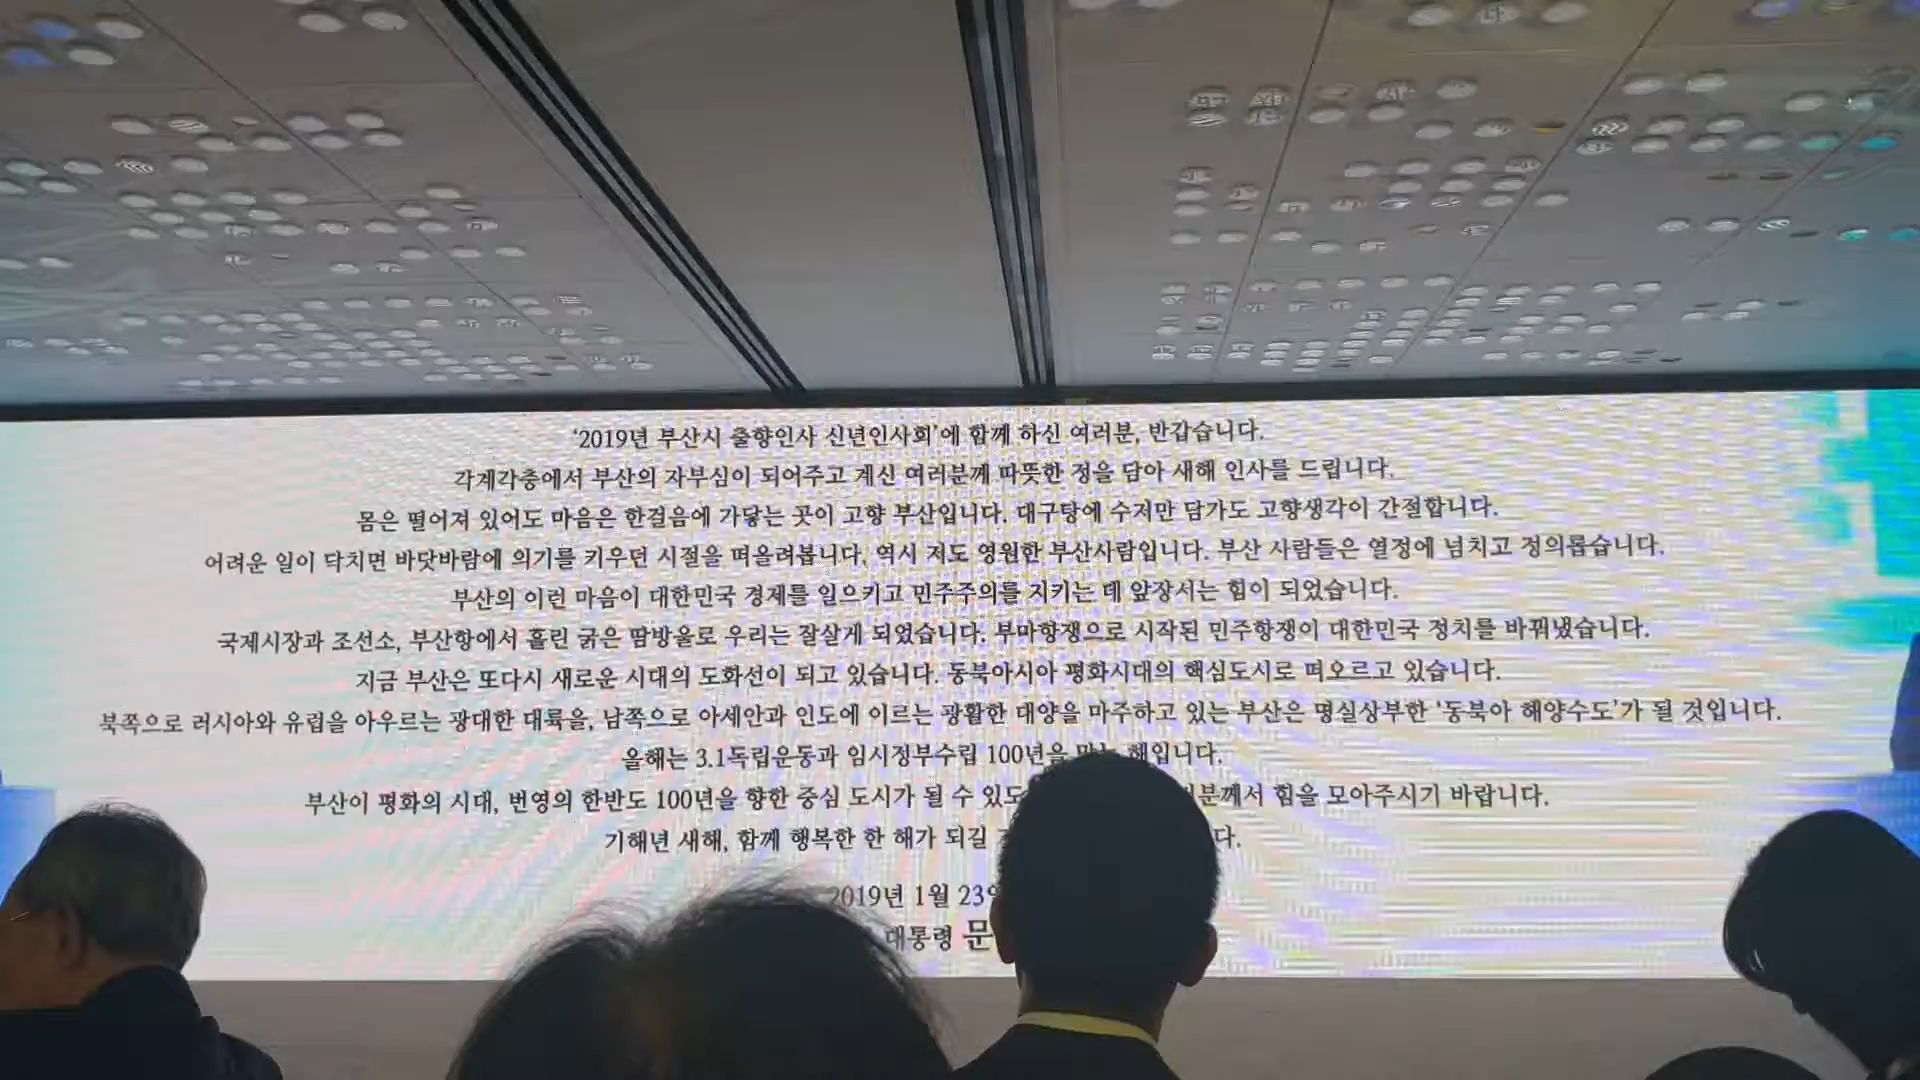 '2019년 부산시 출향인사 신년인사회'에 함께 하신 여러분, 반갑습니다.
각계각층에서 부산의 자부심이 되어주고 계신 여러분께 따뜻한 정을 담아 새해 인사를 드립니다.
몸은 떨어져 있어도 마음은 한걸음에 가닿는 곳이 고향 부산입니다. 대구탕에 수저만 담가도 고향생각이 간절합니다.
어려운 일이 닥치면 바닷바람에 의기를 키우던 시절을 떠올려봅니다. 역시 저도 영원한 부산사람입니다. 부산 사람들은 열정에 넘치고 정의롭습니다.
부산의 이런 마음이 대한민국 경제를 일으키고 민주주의를 지키는 데 앞장서는 힘이 되었습니다.
국제시장과 조선소, 부산항에서 흘린 굵은 땀방울로 우리는 잘살게 되었습니다. 부마항쟁으로 시작된 민주항쟁이 대한민국 정치를 바꿔냈습니다.
지금 부산은 또다시 새로운 시대의 도화선이 되고 있습니다. 동북아시아 평화시대의 핵심도시로 떠오르고 있습니다.
북쪽으로 러시아와 유럽을 아우르는 광대한 대륙을, 남쪽으로 아세안과 인도에 이르는 광활한 대양을 마주하고 있는 부산은 명실상부한 '동북아 해양수도'가 될 것입니다.
올해는 3.1독립운동과 임시정부수립 100년을 해입니다.
부산이 평화의 시대, 번영의 한반도 100년을 향한 중심 도시가 될 수 힘을 모아주시기 바랍니다.
기해년 새해, 함께 행복한 한 해가 되길
2019년 1월 23
대통령 문